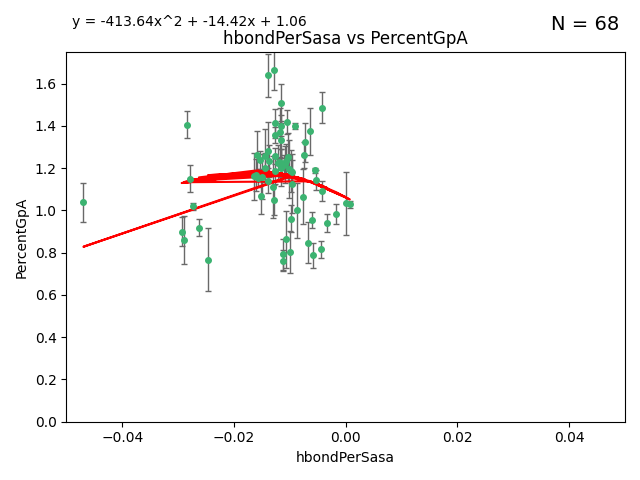 y = -413.64x^2 + -14.42x + 1.06
N = 68
hbondPerSasa vs PercentGpA
PercentGpA
1.6
1.4
1.2
1.0
0.8
0.6
0.4
0.2
0.0
−0.04 −0.02 0.00 0.02 0.04
hbondPerSasa